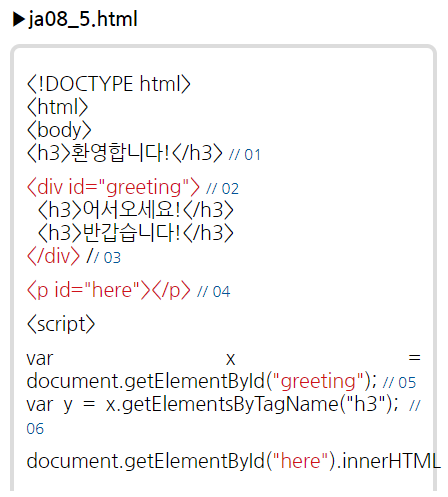 ▶ja08_5.html
<!DOCTYPE html>
<html>
<body>
<h3>환영합니다!</h3> // 01
<div id="greeting"> // 02
<h3>어서오세요!</h3>
<h3>반갑습니다!</h3>
</div> // 03
<p id="here"></p> // 04
<script>
var x =
document.getElementById("greeting"); // 05
var y = x.getElementsByTagName("h3"); //
06
document.getElementById("here").innerHTML